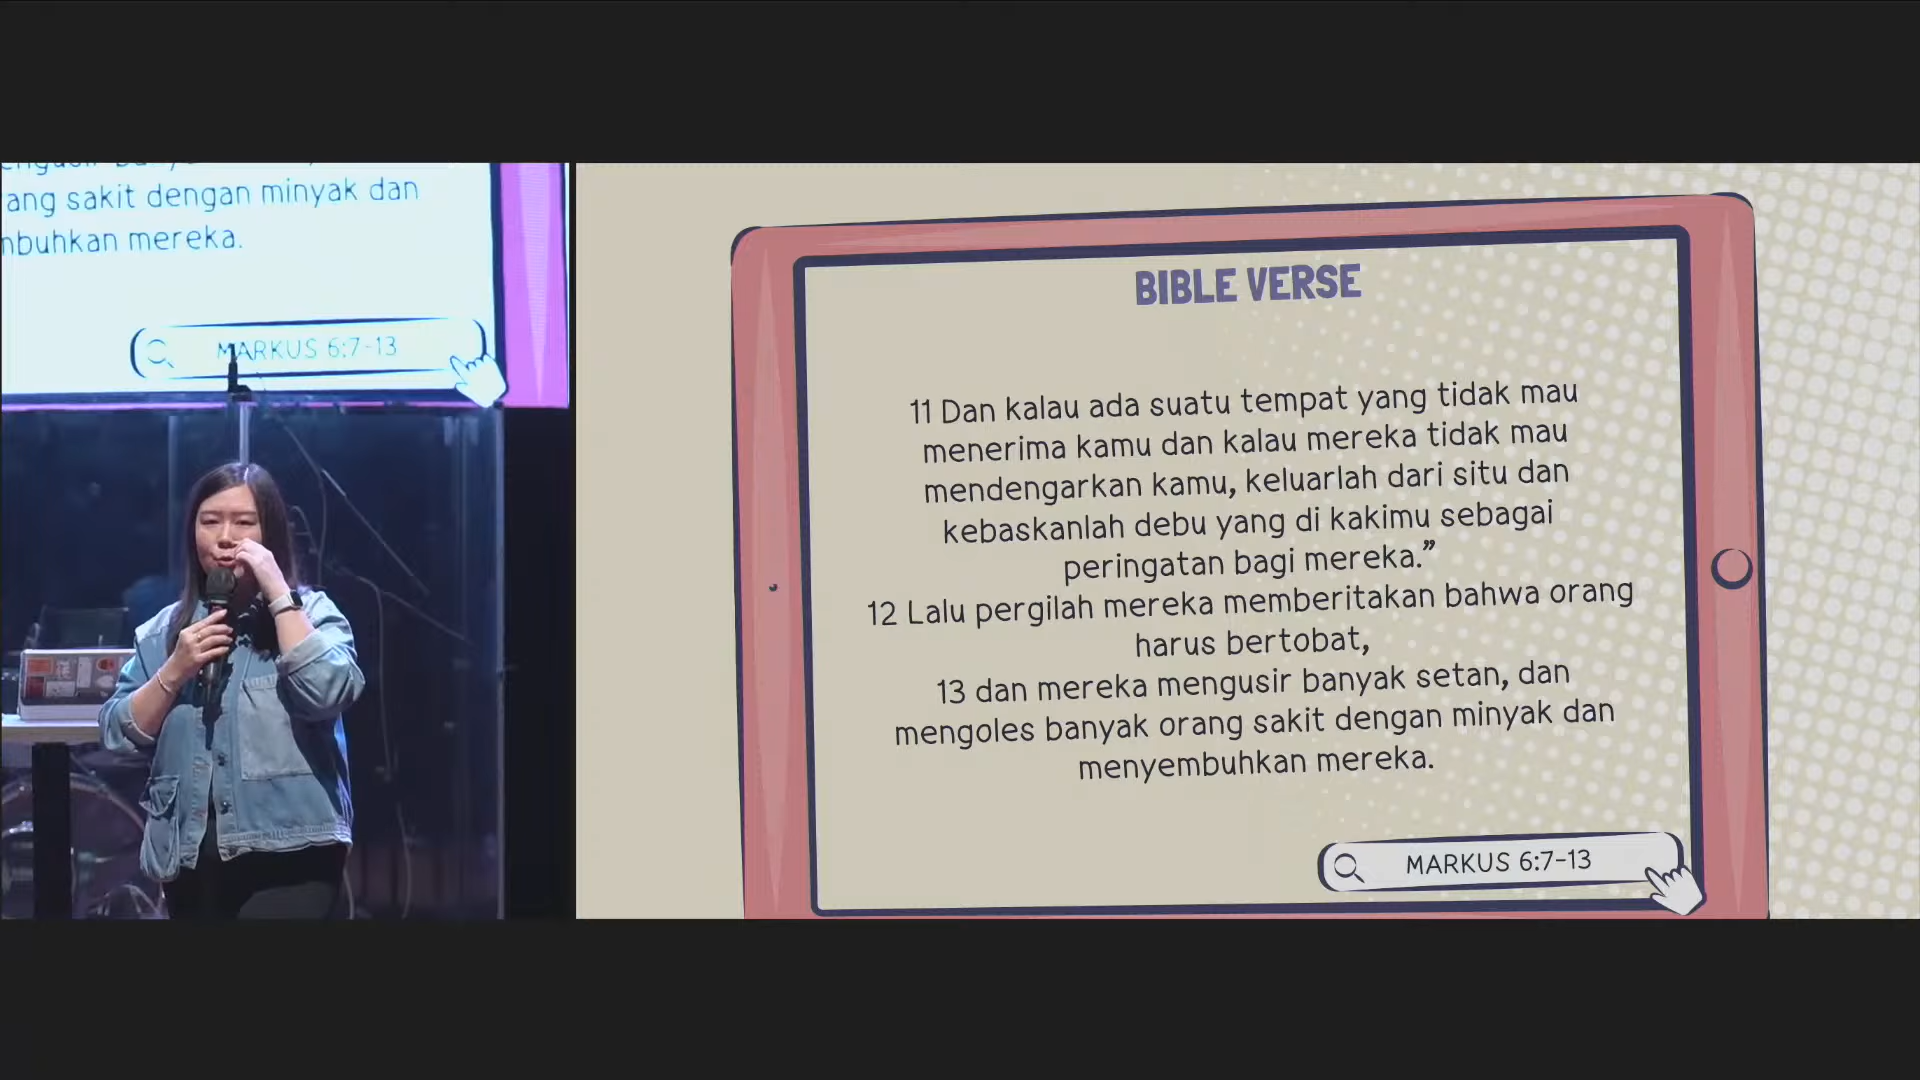 ang sakit dengan minyak dan
mbuhkan mereka.
MARKUS 6:7-13
BIBLE VERSE
11 Dan kalau ada suatu tempat yang tidak mau
menerima kamu dan kalau mereka tidak mau
mendengarkan kamu, keluarlah dari situ dan
kebaskanlah debu yang di kakimu sebagai
peringatan bagi mereka.”
12 Lalu pergilah mereka memberitakan bahwa orang
harus bertobat,
13 dan mereka mengusir banyak setan, dan
mengoles banyak orang sakit dengan minyak dan
menyembuhkan mereka.
MARKUS 6:7-13